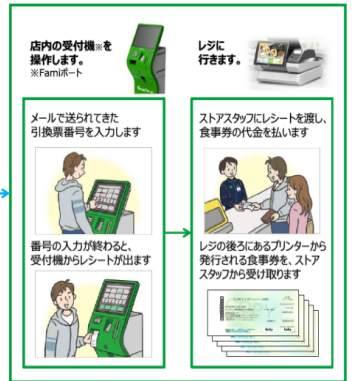 店内の受付機※を
操作します。
※Famiポート
メールで送られてきた
引換票番号を入力します
番号の入力が終わると、
受付機からレシートが出ます
レジに
行きます。
ストアスタッフにレシートを渡し、
食事券の代金を払います
レジの後ろにあるプリンターから
発行される食事券を、ストア
スタッフから受け取ります